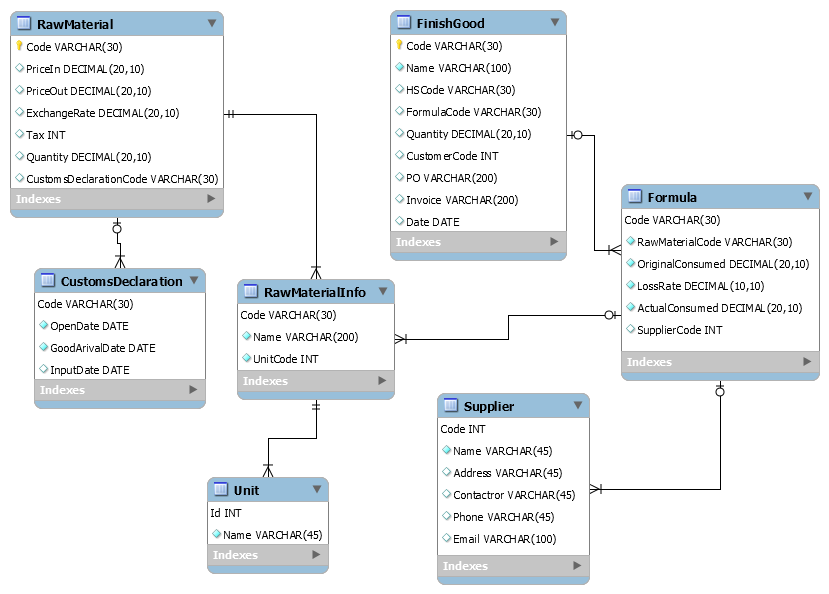 RawMaterial
Code VARCHAR(30)
PriceIn DECIMAL(20,10)
PriceOut DECIMAL(20,10)
ExchangeRate DECIMAL(20,10)
Tax INT
Quantity DECIMAL(20,10)
CustomsDeclarationCode VARCHAR(30)
Indexes
FinishGood
Code VARCHAR(30)
Name VARCHAR(100)
HSCode VARCHAR(30)
FormulaCode VARCHAR(30)
Quantity DECIMAL(20,10)
CustomerCode INT
PO VARCHAR(200)
Invoice VARCHAR(200)
Date DATE
Indexes
Formula
Code VARCHAR(30)
RawMaterialCode VARCHAR(30)
OriginalConsumed DECIMAL(20,10)
LossRate DECIMAL(10,10)
ActualConsumed DECIMAL(20,10)
SupplierCode INT
Indexes
CustomsDeclaration
Code VARCHAR(30)
OpenDate DATE
GoodArivalDate DATE
InputDate DATE
Indexes
RawMaterialInfo
Code VARCHAR(30)
Name VARCHAR(200)
UnitCode INT
Indexes
Supplier
Code INT
Name VARCHAR(45)
Address VARCHAR(45)
Contactror VARCHAR(45)
Phone VARCHAR(45)
Email VARCHAR(100)
Indexes
Unit
Id INT
Name VARCHAR(45)
Indexes